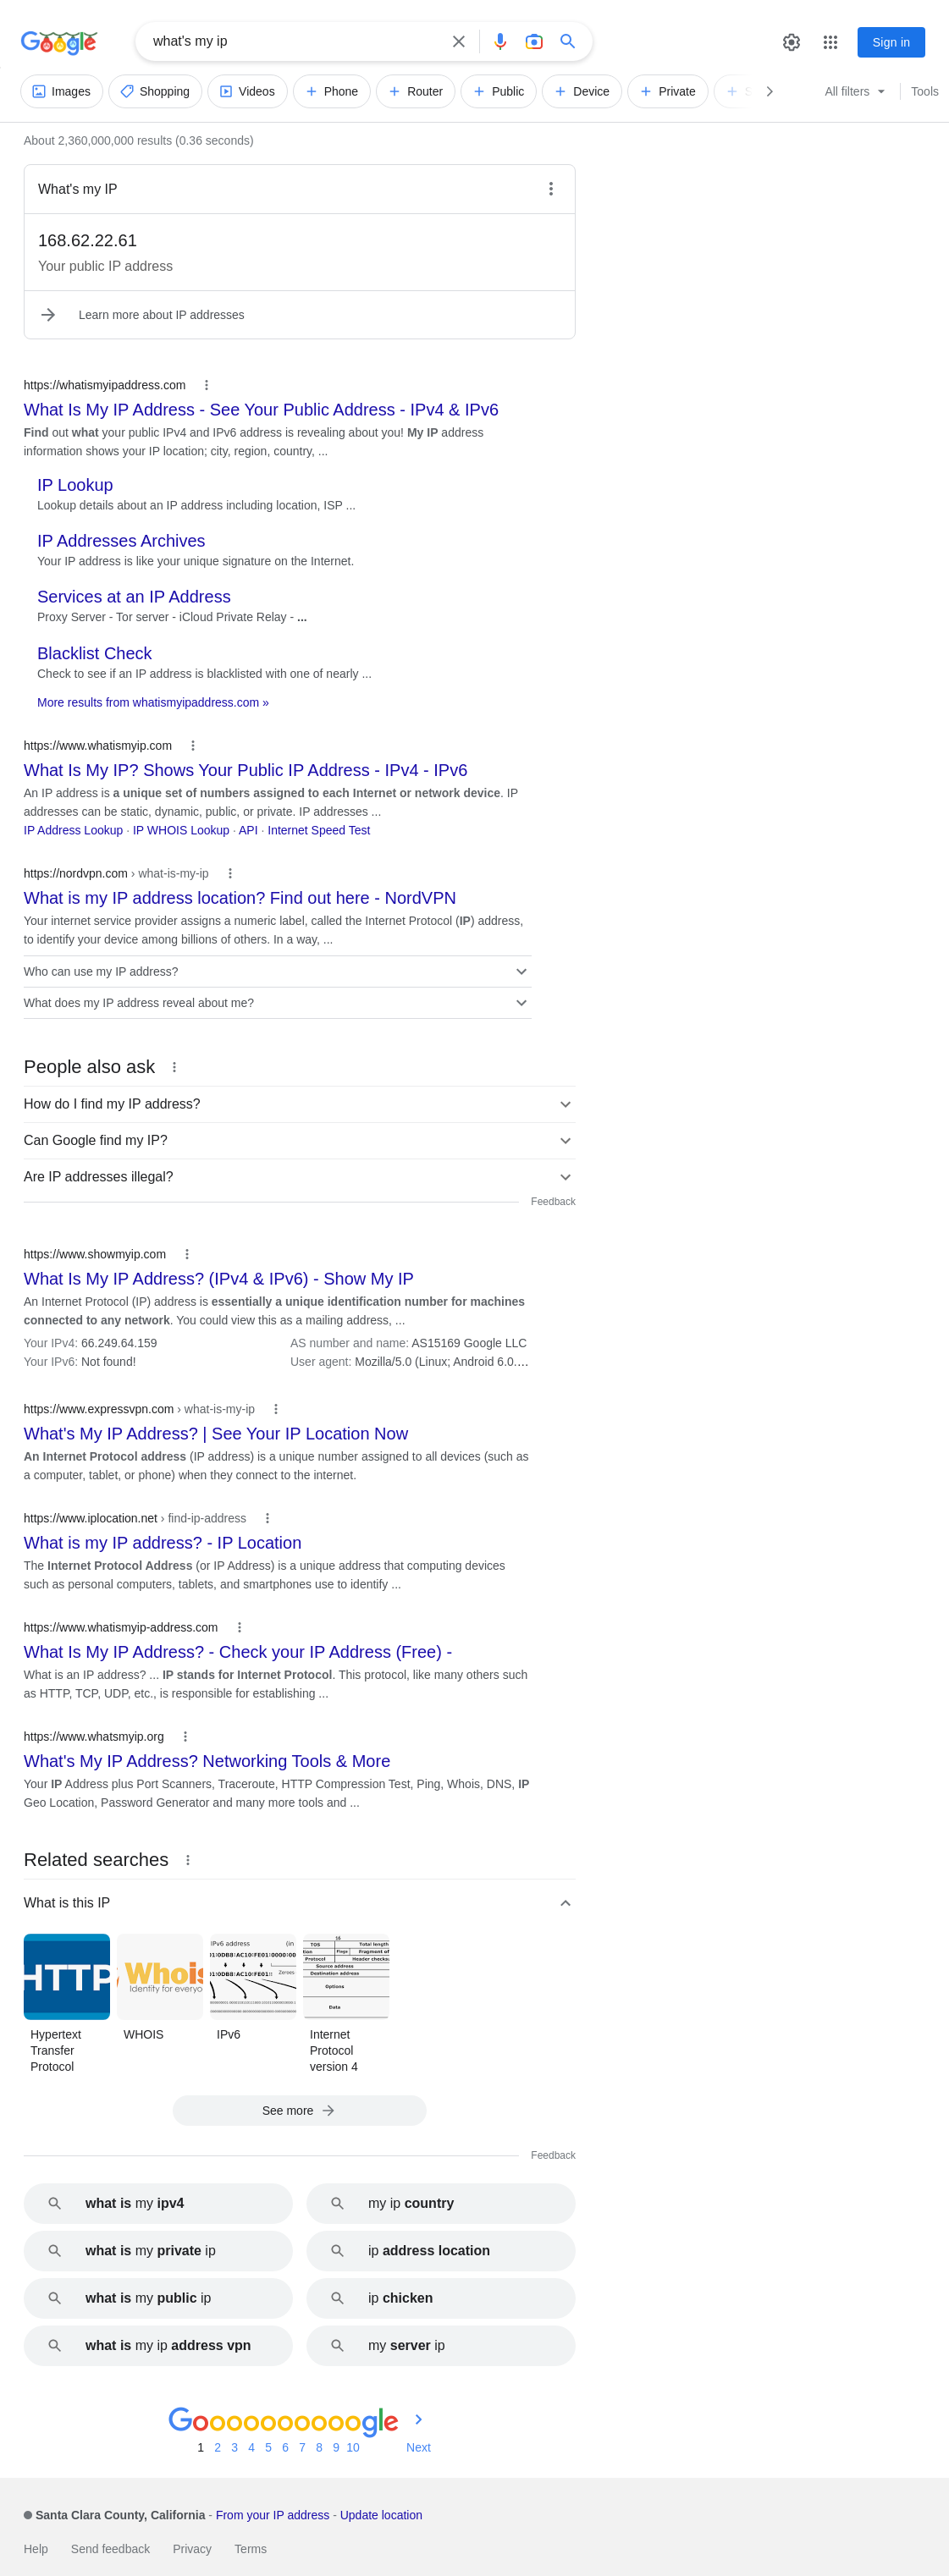 Google
what's my ip
Sign in
Images
Shopping
Videos
Phone
Router
Public
Device
Private
All filters
Tools
About 2,360,000,000 results (0.36 seconds)
What's my IP
168.62.22.61
Your public IP address
Learn more about IP addresses
https://whatismyipaddress.com
What Is My IP Address - See Your Public Address - IPv4 & IPv6
Find out what your public IPv4 and IPv6 address is revealing about you! My IP address
information shows your IP location; city, region, country, ...
IP Lookup
Lookup details about an IP address including location, ISP ...
IP Addresses Archives
Your IP address is like your unique signature on the Internet.
Services at an IP Address
Proxy Server - Tor server - iCloud Private Relay - ...
Blacklist Check
Check to see if an IP address is blacklisted with one of nearly ...
More results from whatismyipaddress.com »
https://www.whatismyip.com
What Is My IP? Shows Your Public IP Address - IPv4 - IPv6
An IP address is a unique set of numbers assigned to each Internet or network device. IP
addresses can be static, dynamic, public, or private. IP addresses ...
IP Address Lookup · IP WHOIS Lookup · API · Internet Speed Test
https://nordvpn.com › what-is-my-ip
What is my IP address location? Find out here - NordVPN
Your internet service provider assigns a numeric label, called the Internet Protocol (IP) address,
to identify your device among billions of others. In a way, ...
Who can use my IP address?
What does my IP address reveal about me?
People also ask
How do I find my IP address?
Can Google find my IP?
Are IP addresses illegal?
Feedback
https://www.showmyip.com
What Is My IP Address? (IPv4 & IPv6) - Show My IP
An Internet Protocol (IP) address is essentially a unique identification number for machines
connected to any network. You could view this as a mailing address, ...
Your IPv4: 66.249.64.159
AS number and name: AS15169 Google LLC
Your IPv6: Not found!
User agent: Mozilla/5.0 (Linux; Android 6.0....
https://www.expressvpn.com › what-is-my-ip
What's My IP Address? | See Your IP Location Now
An Internet Protocol address (IP address) is a unique number assigned to all devices (such as
a computer, tablet, or phone) when they connect to the internet.
https://www.iplocation.net › find-ip-address
What is my IP address? - IP Location
The Internet Protocol Address (or IP Address) is a unique address that computing devices
such as personal computers, tablets, and smartphones use to identify ...
https://www.whatismyip-address.com
What Is My IP Address? - Check your IP Address (Free) -
What is an IP address? ... IP stands for Internet Protocol. This protocol, like many others such
as HTTP, TCP, UDP, etc., is responsible for establishing ...
https://www.whatsmyip.org
What's My IP Address? Networking Tools & More
Your IP Address plus Port Scanners, Traceroute, HTTP Compression Test, Ping, Whois, DNS, IP
Geo Location, Password Generator and many more tools and ...
Related searches
What is this IP
HTTP
Whois
Identity for everyo
IPv6 address (in
Zeroes
TOS Total length
Flags Fragment of
Protocol Header checksu
Source address
Destination address
Options
Data
Hypertext
Transfer
Protocol
WHOIS
IPv6
Internet
Protocol
version 4
See more
Feedback
what is my ipv4
my ip country
what is my private ip
ip address location
what is my public ip
ip chicken
what is my ip address vpn
my server ip
Goooooooooogle
1 2 3 4 5 6 7 8 9 10 Next
Santa Clara County, California - From your IP address - Update location
Help Send feedback Privacy Terms